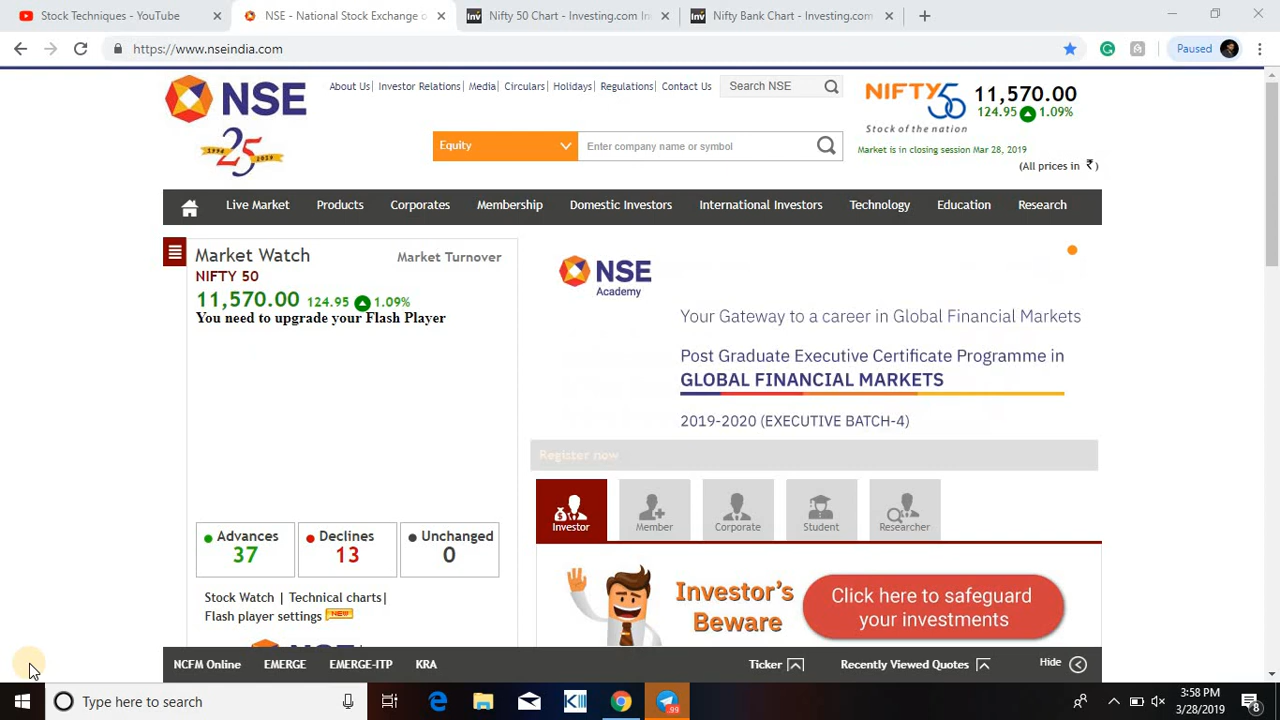 Stock Techniques - YouTube
NSE - National Stock Exchange o
Nifty 50 Chart - Investing.com In
Nifty Bank Chart - Investing.com
https://www.nseindia.com
Paused
NSE
1994 25 2019
About Us| Investor Relations| Media| Circulars| Holidays| Regulations| Contact Us
Search NSE
Equity
Enter company name or symbol
NIFTY 50
Stock of the nation
11,570.00
124.95 1.09%
Market is in closing session Mar 28, 2019
(All prices in ₹)
Live Market Products Corporates Membership Domestic Investors International Investors Technology Education Research
Market Watch
Market Turnover
NIFTY 50
11,570.00 124.95 1.09%
You need to upgrade your Flash Player
Advances
37
Declines
13
Unchanged
0
Stock Watch | Technical charts|
Flash player settings NEW
NSE
Academy
Your Gateway to a career in Global Financial Markets
Post Graduate Executive Certificate Programme in
GLOBAL FINANCIAL MARKETS
2019-2020 (EXECUTIVE BATCH-4)
Register now
Investor
Member
Corporate
Student
Researcher
Investor's
Beware
Click here to safeguard
your investments
NCFM Online EMERGE EMERGE-ITP KRA
Ticker
Recently Viewed Quotes
Hide
Type here to search
99
3:58 PM
3/28/2019
8